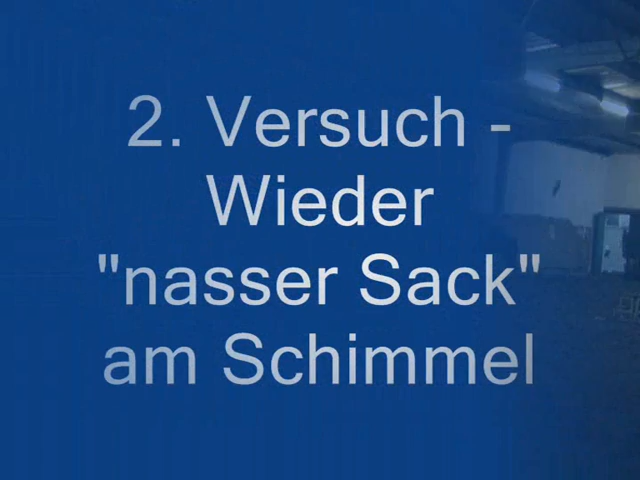 2. Versuch -
Wieder
"nasser Sack"
am Schimmel